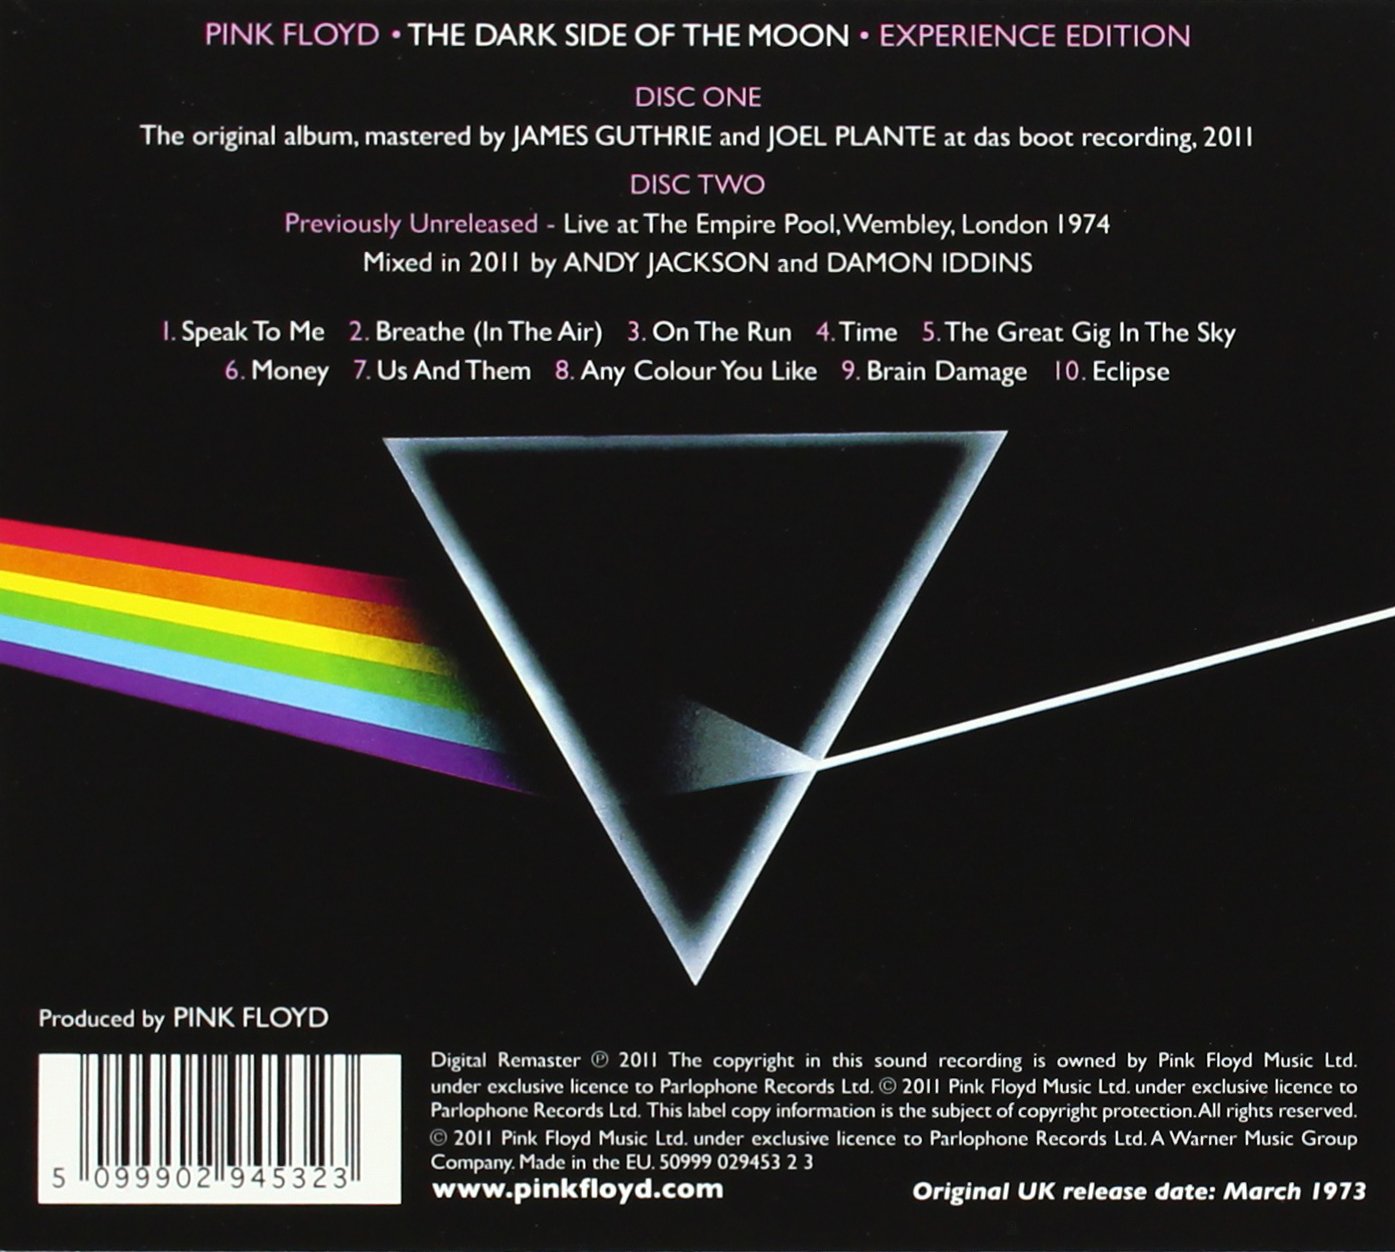 PINK FLOYD • THE DARK SIDE OF THE MOON • EXPERIENCE EDITION
DISC ONE
The original album, mastered by JAMES GUTHRIE and JOEL PLANTE at das boot recording, 2011
DISC TWO
Previously Unreleased - Live at The Empire Pool, Wembley, London 1974
Mixed in 2011 by ANDY JACKSON and DAMON IDDINS
1. Speak To Me 2. Breathe (In The Air) 3. On The Run 4. Time 5. The Great Gig In The Sky
6. Money 7. Us And Them 8. Any Colour You Like 9. Brain Damage 10. Eclipse
Produced by PINK FLOYD
5 099902 945323
Digital Remaster ℗ 2011 The copyright in this sound recording is owned by Pink Floyd Music Ltd.
under exclusive licence to Parlophone Records Ltd. © 2011 Pink Floyd Music Ltd. under exclusive licence to
Parlophone Records Ltd. This label copy information is the subject of copyright protection. All rights reserved.
© 2011 Pink Floyd Music Ltd. under exclusive licence to Parlophone Records Ltd. A Warner Music Group
Company. Made in the EU. 50999 029453 2 3
www.pinkfloyd.com
Original UK release date: March 1973